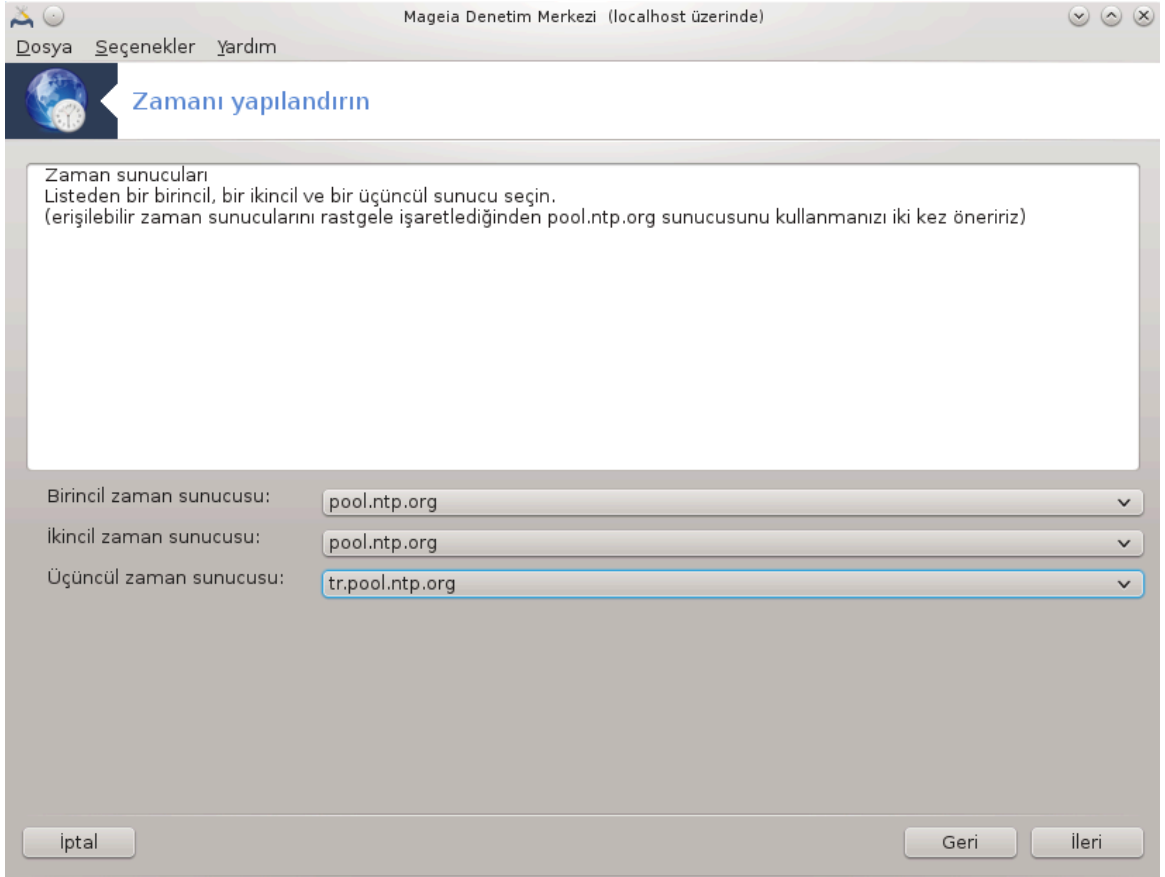 Mageia Denetim Merkezi (localhost üzerinde)
Dosya Seçenekler Yardım
Zamanı yapılandırın
Zaman sunucuları
Listeden bir birincil, bir ikincil ve bir üçüncül sunucu seçin.
(erişilebilir zaman sunucularını rastgele işaretlediğinden pool.ntp.org sunucusunu kullanmanızı iki kez öneririz)
Birincil zaman sunucusu: pool.ntp.org
İkincil zaman sunucusu: pool.ntp.org
Üçüncül zaman sunucusu: tr.pool.ntp.org
İptal Geri İleri